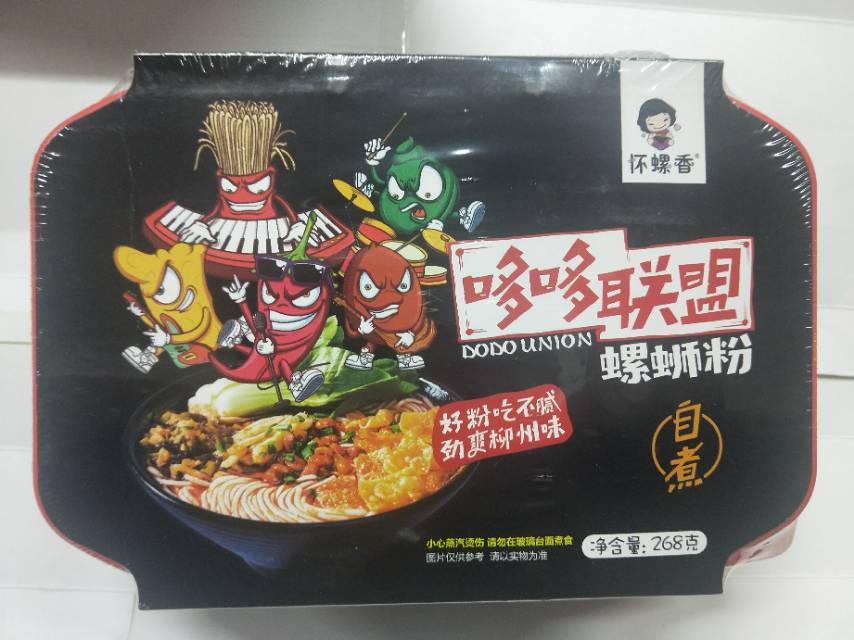 怀螺香®
哆哆联盟
DODO UNION
螺蛳粉
好粉吃不腻
劲爽柳州味
自煮
小心蒸汽烫伤 请勿在玻璃台面煮食
图片仅供参考 请以实物为准
净含量: 268克